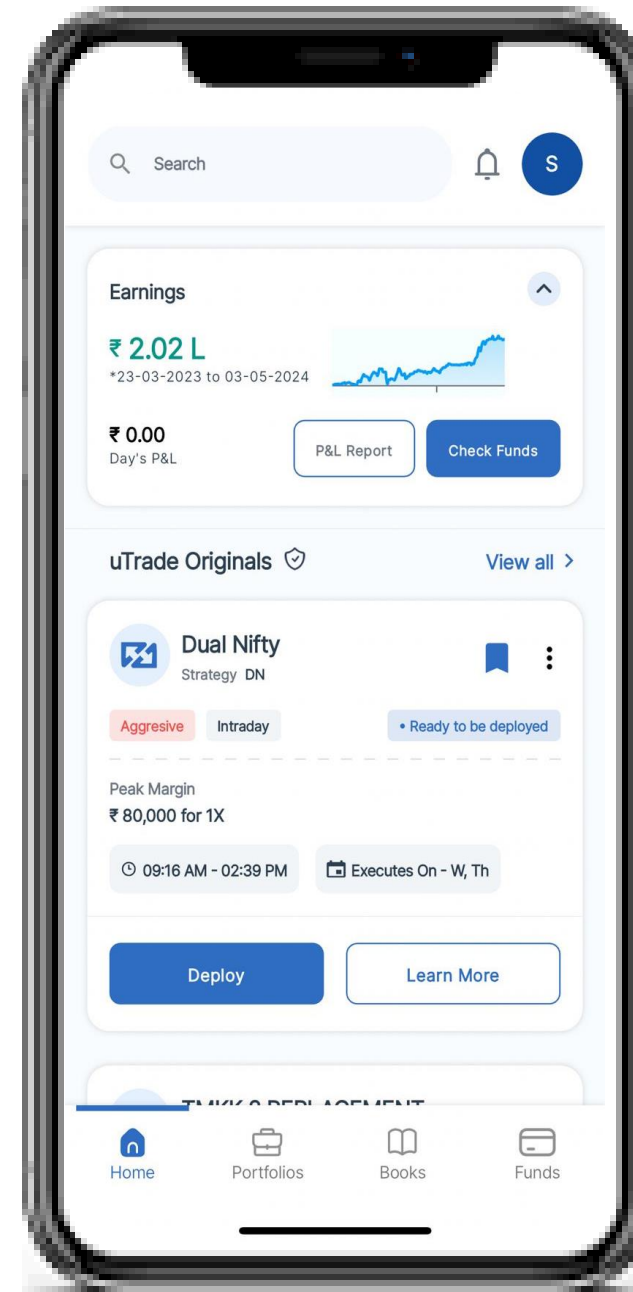 Search
S
Earnings
₹ 2.02 L
*23-03-2023 to 03-05-2024
₹ 0.00
Day's P&L
P&L Report
Check Funds
uTrade Originals
View all >
Dual Nifty
Strategy DN
Aggresive
Intraday
• Ready to be deployed
Peak Margin
₹ 80,000 for 1X
09:16 AM - 02:39 PM
Executes On - W, Th
Deploy
Learn More
Home
Portfolios
Books
Funds